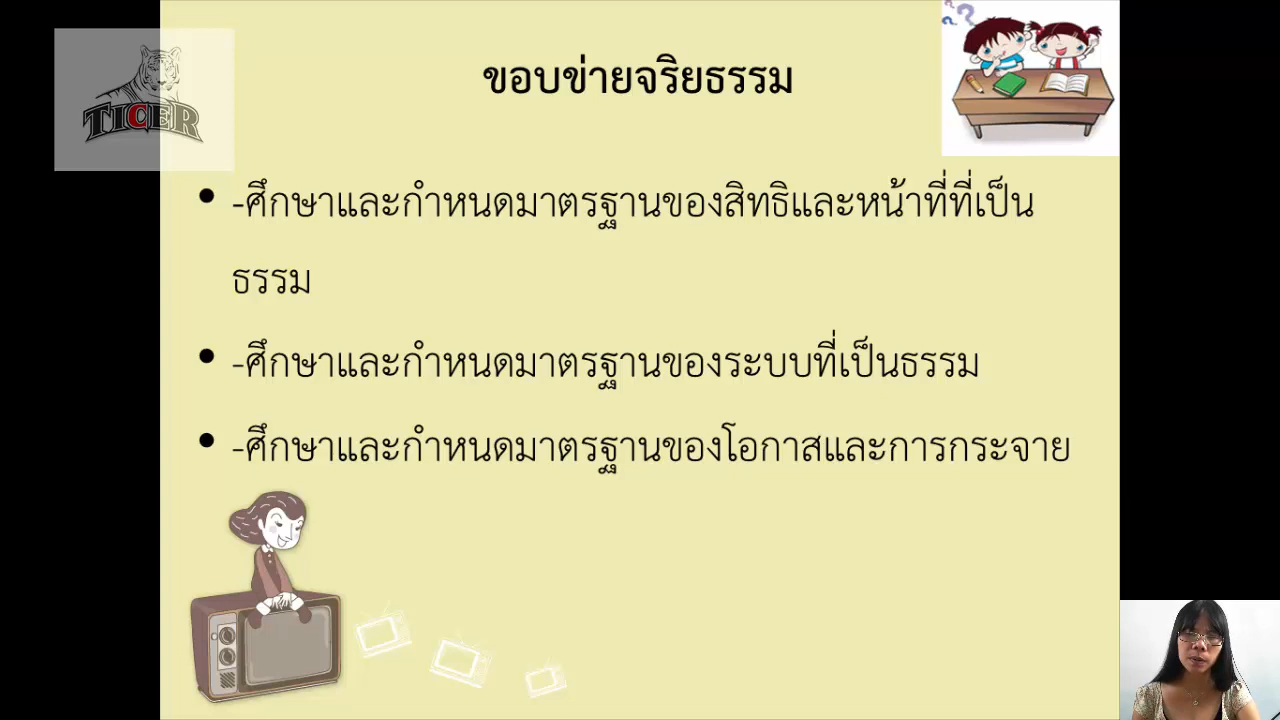 TIGER
ขอบข่ายจริยธรรม
• -ศึกษาและกำหนดมาตรฐานของสิทธิและหน้าที่ที่เป็น
ธรรม
• -ศึกษาและกำหนดมาตรฐานของระบบที่เป็นธรรม
• -ศึกษาและกำหนดมาตรฐานของโอกาสและการกระจาย